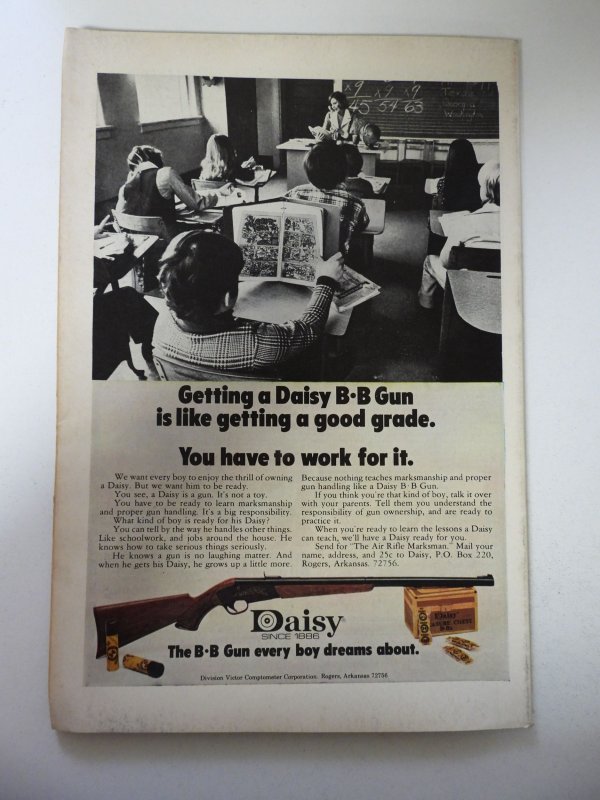 ×9 ×9 ×9
45 54 63
Getting a Daisy B·B Gun
is like getting a good grade.
You have to work for it.
We want every boy to enjoy the thrill of owning
a Daisy. But we want him to be ready.
You see, a Daisy is a gun. It's not a toy.
You have to be ready to learn marksmanship
and proper gun handling. It's a big responsibility.
What kind of boy is ready for his Daisy?
You can tell by the way he handles other things.
Like schoolwork, and jobs around the house. He
knows how to take serious things seriously.
He knows a gun is no laughing matter. And
when he gets his Daisy, he grows up a little more.
Because nothing teaches marksmanship and proper
gun handling like a Daisy B·B Gun.
If you think you're that kind of boy, talk it over
with your parents. Tell them you understand the
responsibility of gun ownership, and are ready to
practice it.
When you're ready to learn the lessons a Daisy
can teach, we'll have a Daisy ready for you.
Send for "The Air Rifle Marksman." Mail your
name, address, and 25c to Daisy, P.O. Box 220,
Rogers, Arkansas. 72756.
Daisy
SINCE 1886
Daisy
The B·B Gun every boy dreams about.
Division Victor Comptometer Corporation. Rogers, Arkansas 72756